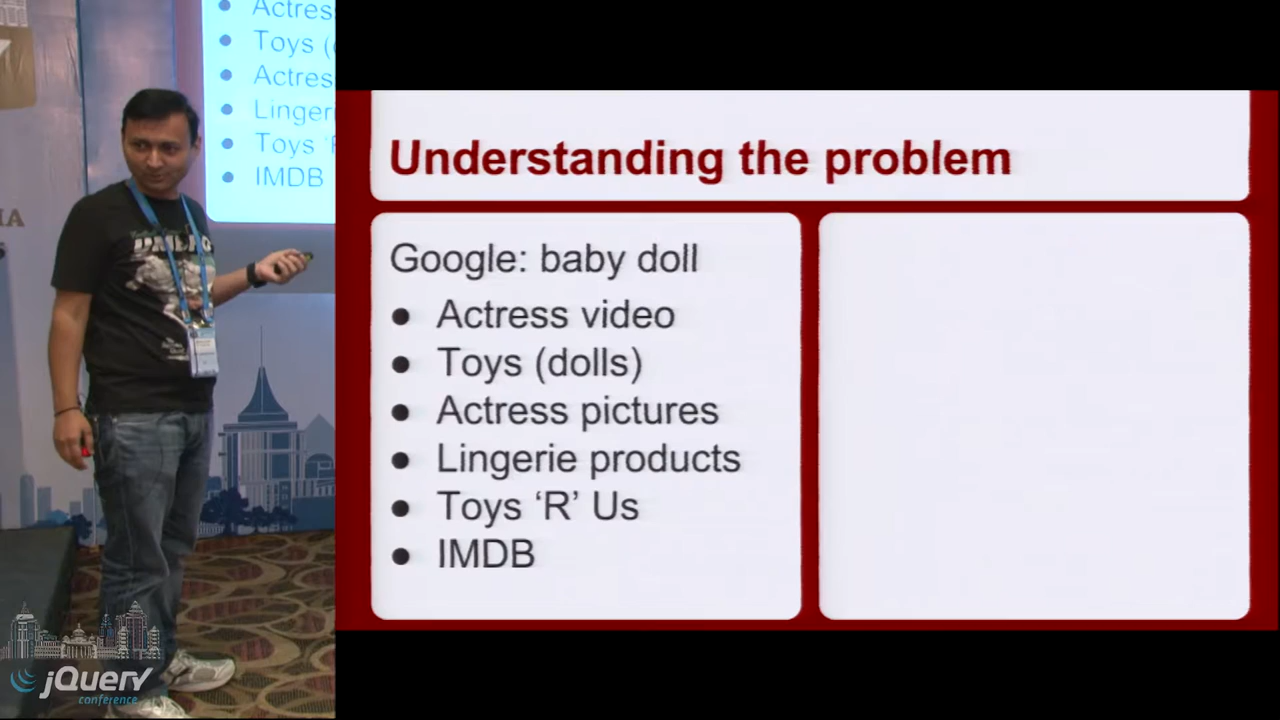 Actres
Toys (
Actres
Linger
Toys 'R
IMDB
IA
Understanding the problem
Google: baby doll
● Actress video
● Toys (dolls)
● Actress pictures
● Lingerie products
● Toys ‘R’ Us
● IMDB
jQuery
conference